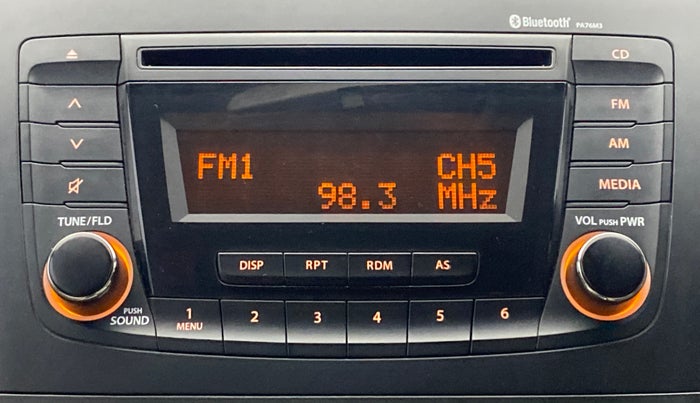 Bluetooth® PA76M3
CD
FM
AM
MEDIA
FM1 CH5
98.3 MHz
TUNE/FLD
VOL PUSH PWR
DISP RPT RDM AS
PUSH
SOUND
1 2 3 4 5 6
MENU